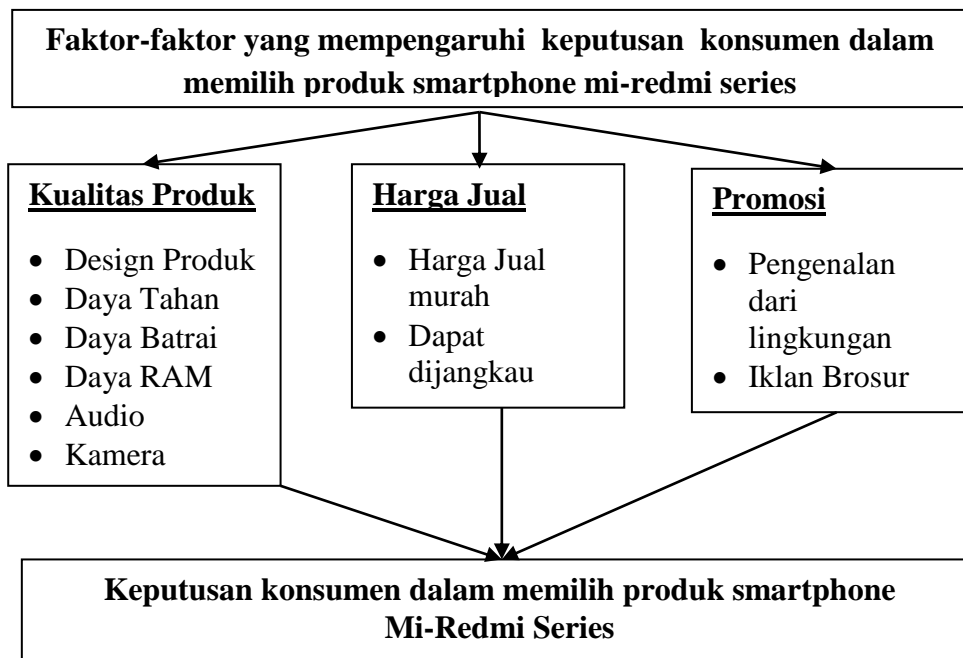 Faktor-faktor yang mempengaruhi keputusan konsumen dalam
memilih produk smartphone mi-redmi series
Kualitas Produk
• Design Produk
• Daya Tahan
• Daya Batrai
• Daya RAM
• Audio
• Kamera
Harga Jual
• Harga Jual
murah
• Dapat
dijangkau
Promosi
• Pengenalan
dari
lingkungan
• Iklan Brosur
Keputusan konsumen dalam memilih produk smartphone
Mi-Redmi Series